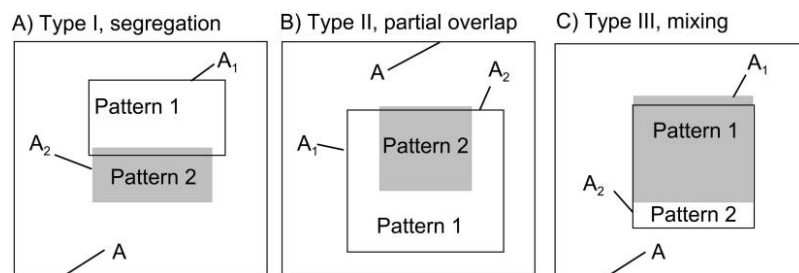 A) Type I, segregation
A₁
Pattern 1
A₂
Pattern 2
A
B) Type II, partial overlap
A
A₂
A₁
Pattern 2
Pattern 1
C) Type III, mixing
A₁
Pattern 1
A₂
Pattern 2
A